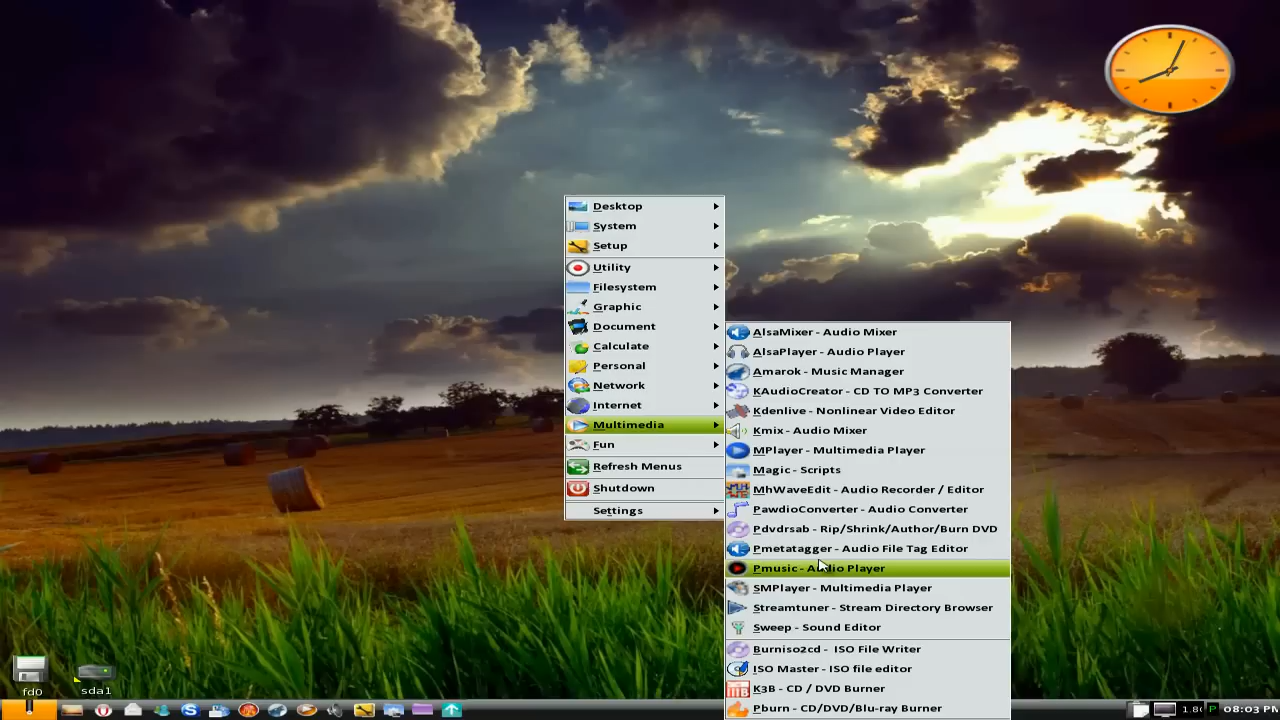 Desktop
System
Setup
Utility
Filesystem
Graphic
Document
Calculate
Personal
Network
Internet
Multimedia
Fun
Refresh Menus
Shutdown
Settings
AlsaMixer - Audio Mixer
AlsaPlayer - Audio Player
Amarok - Music Manager
KAudioCreator - CD TO MP3 Converter
Kdenlive - Nonlinear Video Editor
Kmix - Audio Mixer
MPlayer - Multimedia Player
Magic - Scripts
MhWaveEdit - Audio Recorder / Editor
PawdioConverter - Audio Converter
Pdvdrsab - Rip/Shrink/Author/Burn DVD
Pmetatagger - Audio File Tag Editor
Pmusic - Audio Player
SMPlayer - Multimedia Player
Streamtuner - Stream Directory Browser
Sweep - Sound Editor
Burniso2cd - ISO File Writer
ISO Master - ISO file editor
K3B - CD / DVD Burner
Pburn - CD/DVD/Blu-ray Burner
fd0
sda1
08:03 PM